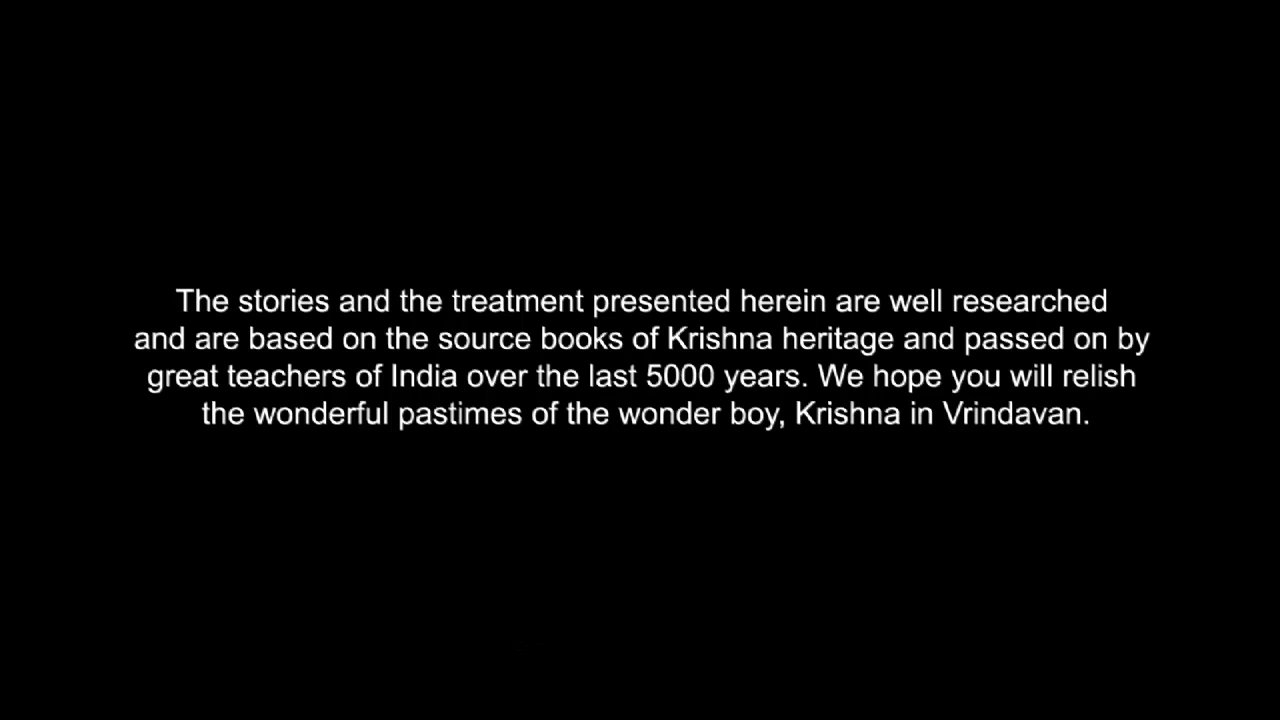 The stories and the treatment presented herein are well researched
and are based on the source books of Krishna heritage and passed on by
great teachers of India over the last 5000 years. We hope you will relish
the wonderful pastimes of the wonder boy, Krishna in Vrindavan.